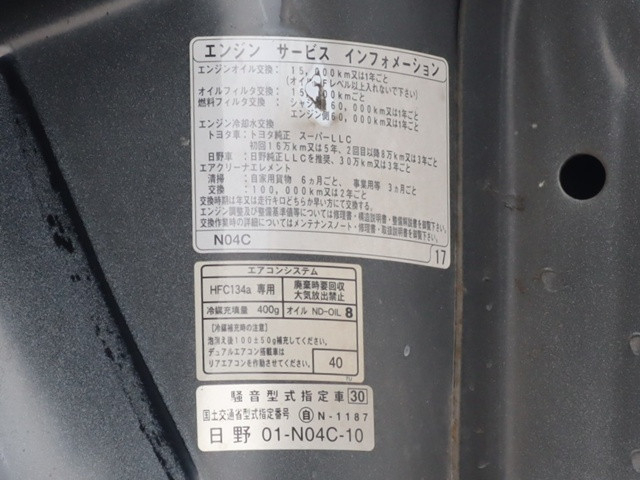 エンジン サービス インフォメーション
エンジンオイル交換: 15,000km又は1年ごと
(オイルFレベル以上入れないで下さい)
オイルフィルタ交換: 15,000kmごと
燃料フィルタ交換: シャシ側60,000km又は1年ごと
エンジン側60,000km又は1年ごと
エンジン冷却水交換
トヨタ車:トヨタ純正 スーパーLLC
初回16万km又は5年、2回目以降8万km又は3年ごと
日野車:日野純正LLCを推奨、30万km又は3年ごと
エアクリーナエレメント
清掃:自家用貨物 6ヵ月ごと、 事業用等 3ヵ月ごと
交換:100,000km又は2年ごと
交換時期は年又は走行キロどちらか早い方にて交換する。
エンジン調整及び整備基準値等については修理書・構造説明書・整備解説書を御覧下さい。
交換作業時の詳細についてはメンテナンスノート・修理書・取扱説明書を御覧下さい。
N04C 17
エアコンシステム
HFC134a 専用 廃棄時要回収
大気放出禁止
冷媒充填量 400g オイル ND-OIL 8
[冷媒補充時の注意]
泡消え後100±50g補充してください。
デュアルエアコン搭載車は
リアエアコンを作動させてください。 40
騒音型式指定車 30
国土交通省型式指定番号 自 N-1187
日野 01-N04C-10